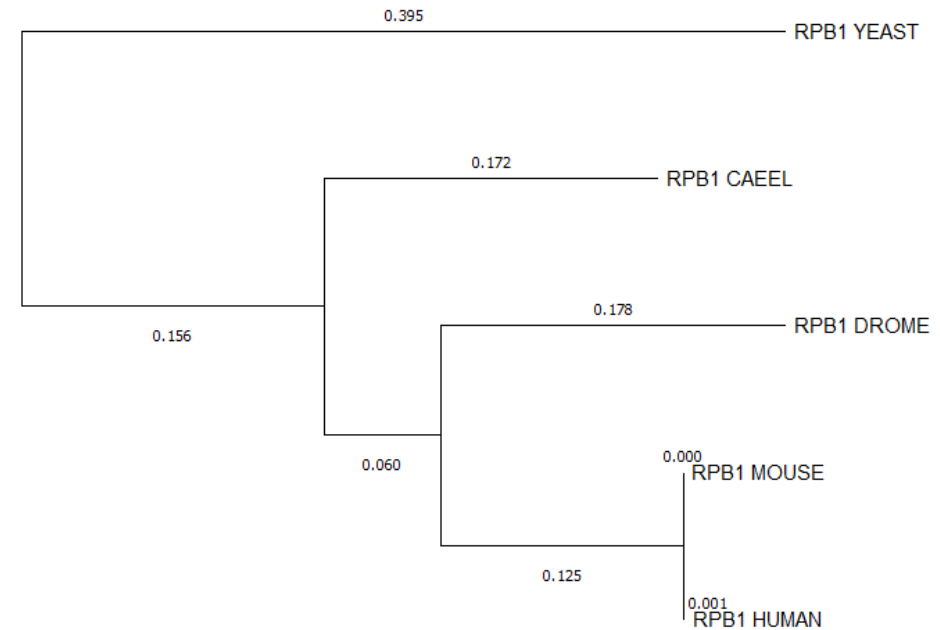 0.395
RPB1 YEAST
0.172
RPB1 CAEEL
0.178
RPB1 DROME
0.156
0.060
0.000
RPB1 MOUSE
0.125
0.001
RPB1 HUMAN